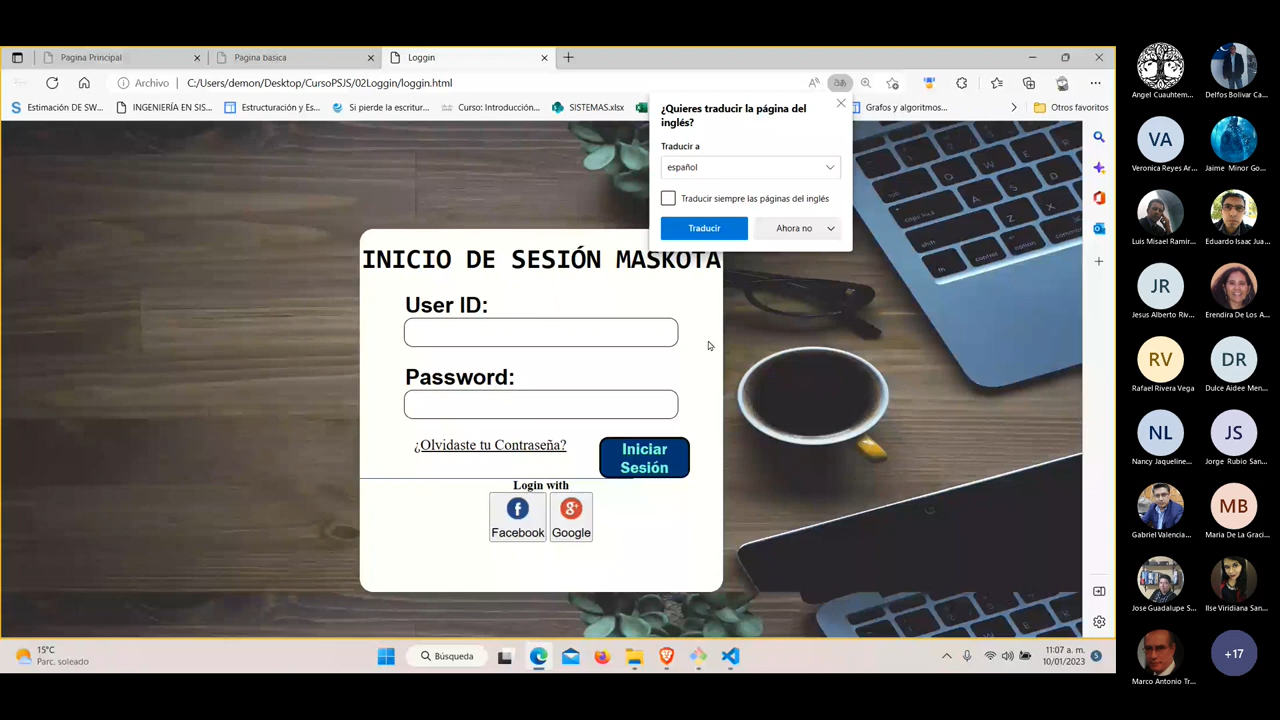 Pagina Principal
Pagina basica
Loggin
Archivo
C:/Users/demon/Desktop/CursoPSJS/02Loggin/loggin.html
Estimación DE SW...
INGENIERÍA EN SIS...
Estructuración y Es...
Si pierde la escritur...
Curso: Introducción...
SISTEMAS.xlsx
Grafos y algoritmos...
Otros favoritos
¿Quieres traducir la página del
inglés?
Traducir a
español
Traducir siempre las páginas del inglés
Traducir
Ahora no
INICIO DE SESIÓN MASKOTA
User ID:
Password:
¿Olvidaste tu Contraseña?
Iniciar
Sesión
Login with
Facebook
Google
15°C
Parc. soleado
Búsqueda
11:07 a. m.
10/01/2023
Angel Cuauhtem...
Delfos Bolivar Ca...
VA
Veronica Reyes Ar...
Jaime Minor Go...
Luis Misael Ramir...
Eduardo Isaac Jua...
JR
Jesus Alberto Riv...
Erendira De Los A...
RV
Rafael Rivera Vega
DR
Dulce Aidee Men...
NL
Nancy Jaqueline...
JS
Jorge Rubio San...
Gabriel Valencia...
MB
Maria De La Graci...
Jose Guadalupe S...
Ilse Viridiana San...
Marco Antonio Tr...
+17